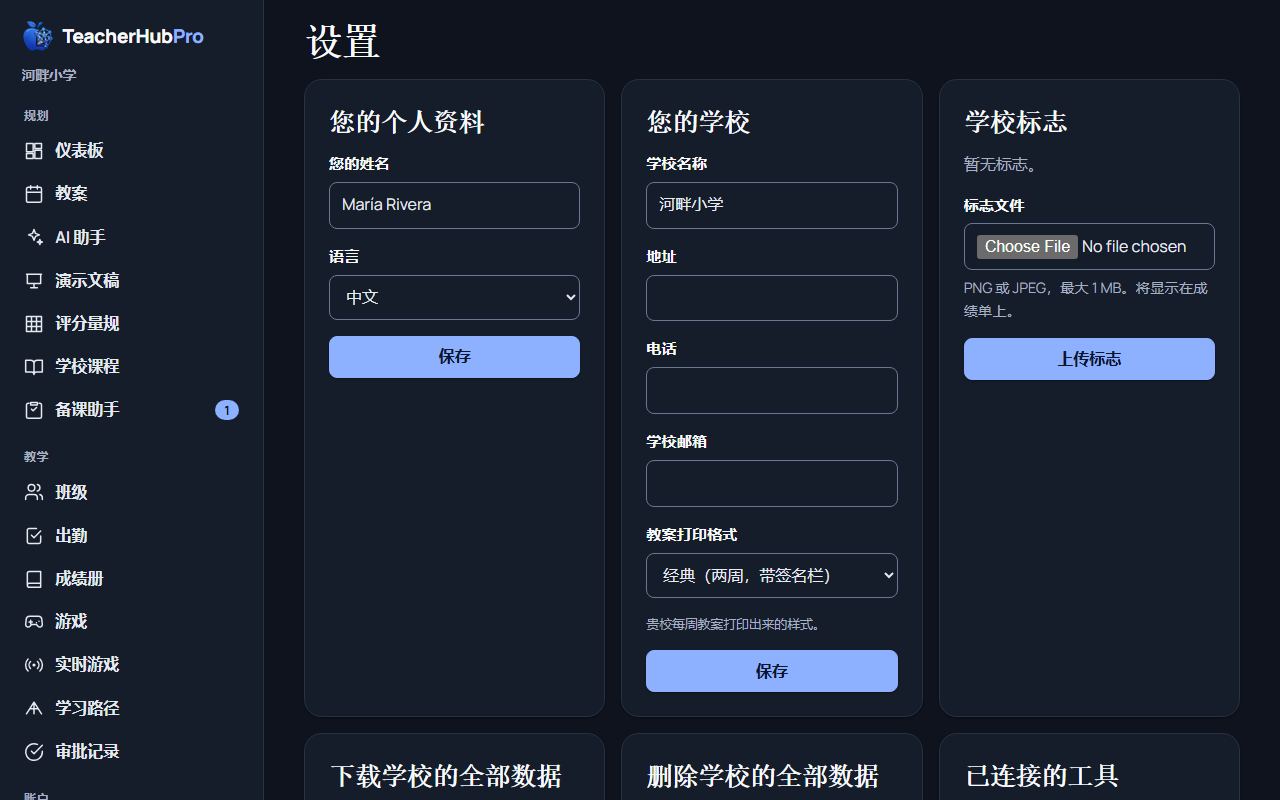 TeacherHubPro
河畔小学
规划
仪表板
教案
AI 助手
演示文稿
评分量规
学校课程
备课助手
1
教学
班级
出勤
成绩册
游戏
实时游戏
学习路径
审批记录
账户
设置
您的个人资料
您的姓名
María Rivera
语言
中文
保存
您的学校
学校名称
河畔小学
地址
电话
学校邮箱
教案打印格式
经典（两周，带签名栏）
贵校每周教案打印出来的样式。
保存
学校标志
暂无标志。
标志文件
Choose File No file chosen
PNG 或 JPEG，最大 1 MB。将显示在成
绩单上。
上传标志
下载学校的全部数据
删除学校的全部数据
已连接的工具